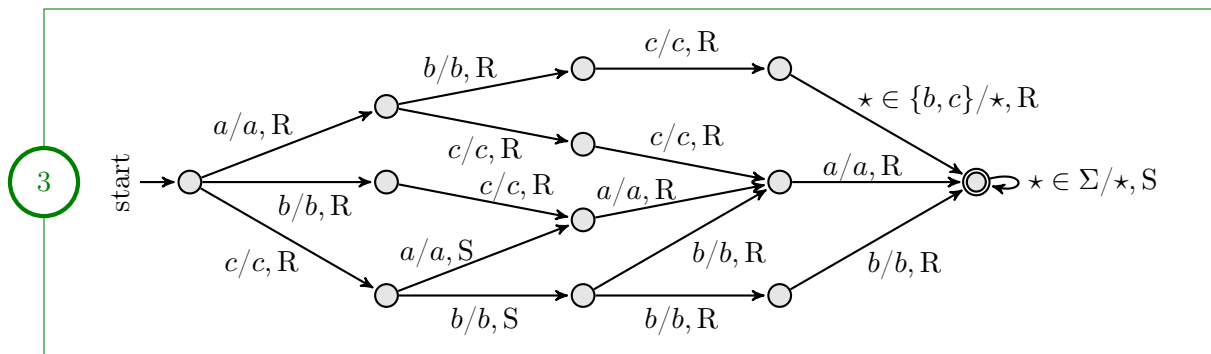 c/c, R
b/b, R
⋆ ∈ {b, c}/⋆, R
a/a, R
c/c, R
c/c, R
3
start
b/b, R
c/c, R
a/a, R
a/a, R
⋆ ∈ Σ/⋆, S
c/c, R
a/a, S
b/b, R
b/b, R
b/b, S
b/b, R